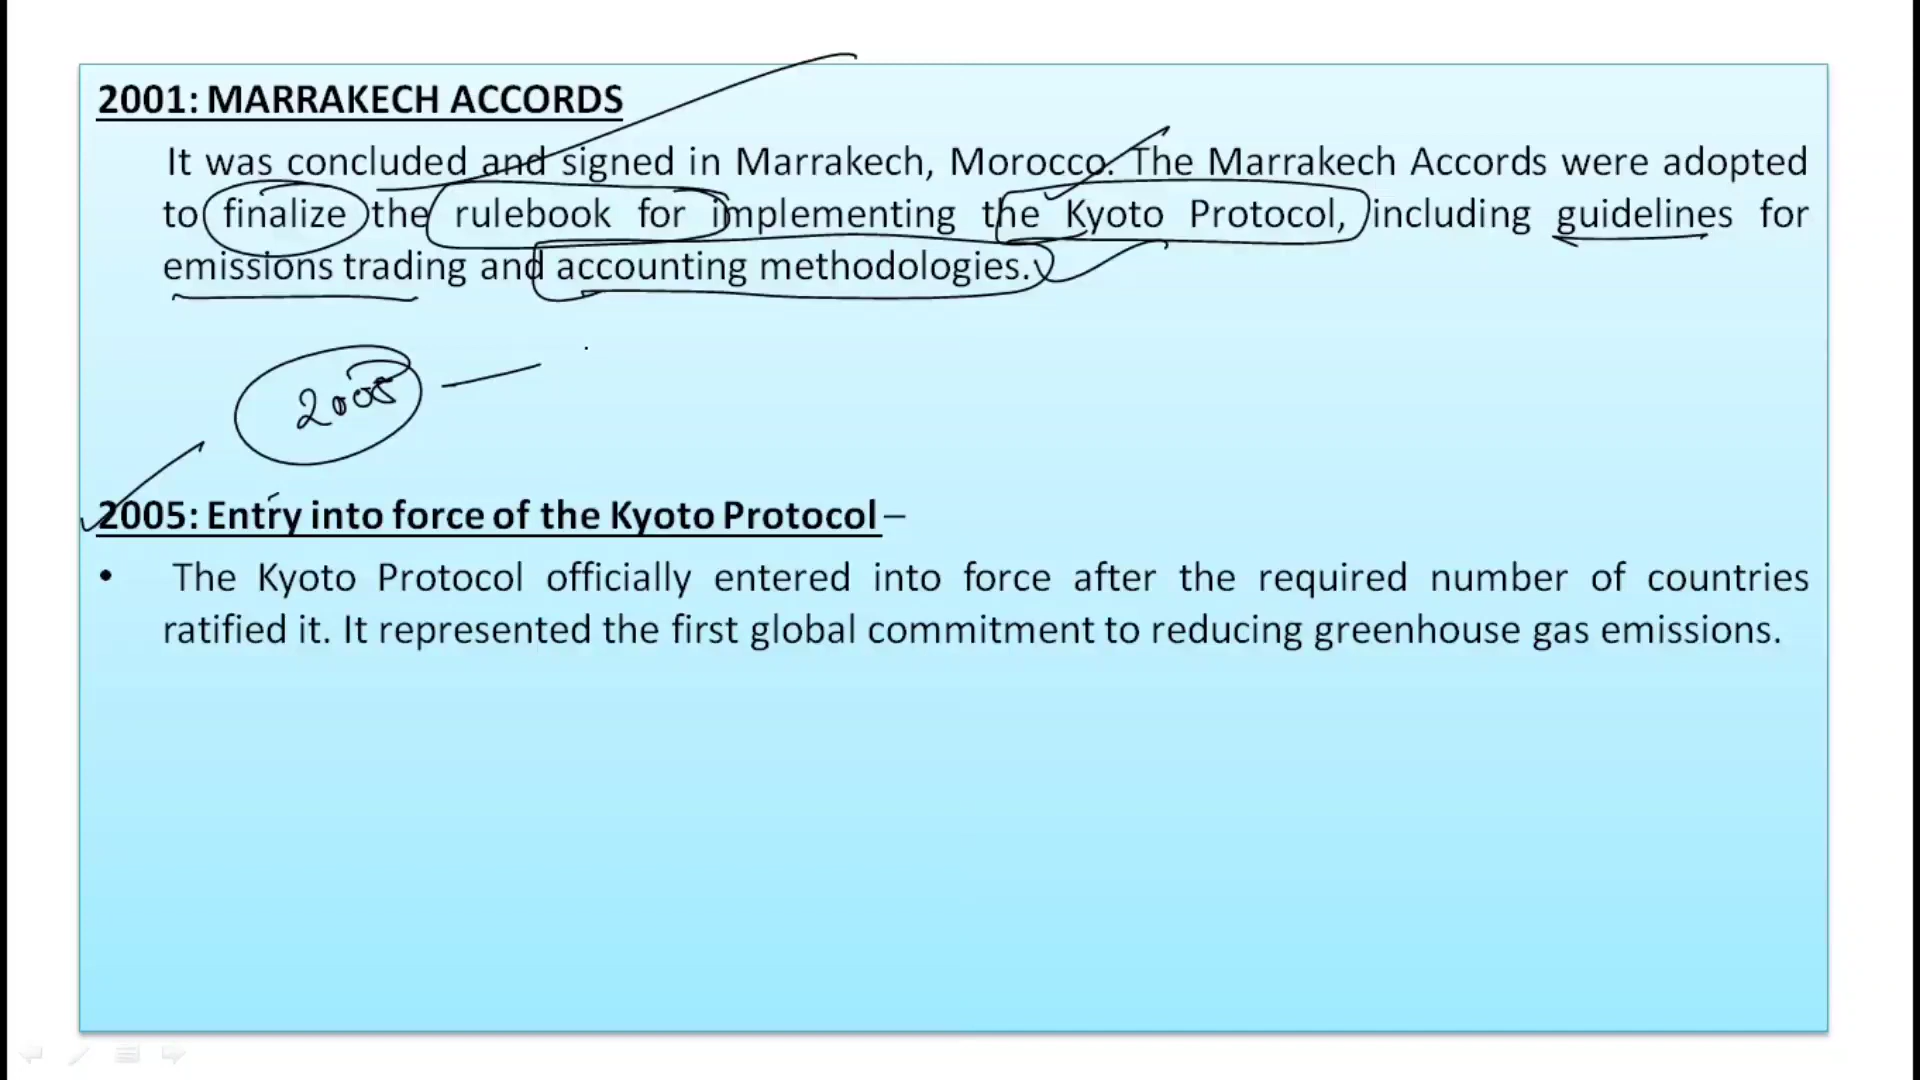 2001: MARRAKECH ACCORDS
It was concluded and signed in Marrakech, Morocco. The Marrakech Accords were adopted
to finalize the rulebook for implementing the Kyoto Protocol, including guidelines for
emissions trading and accounting methodologies.
2005
2005: Entry into force of the Kyoto Protocol –
• The Kyoto Protocol officially entered into force after the required number of countries
ratified it. It represented the first global commitment to reducing greenhouse gas emissions.